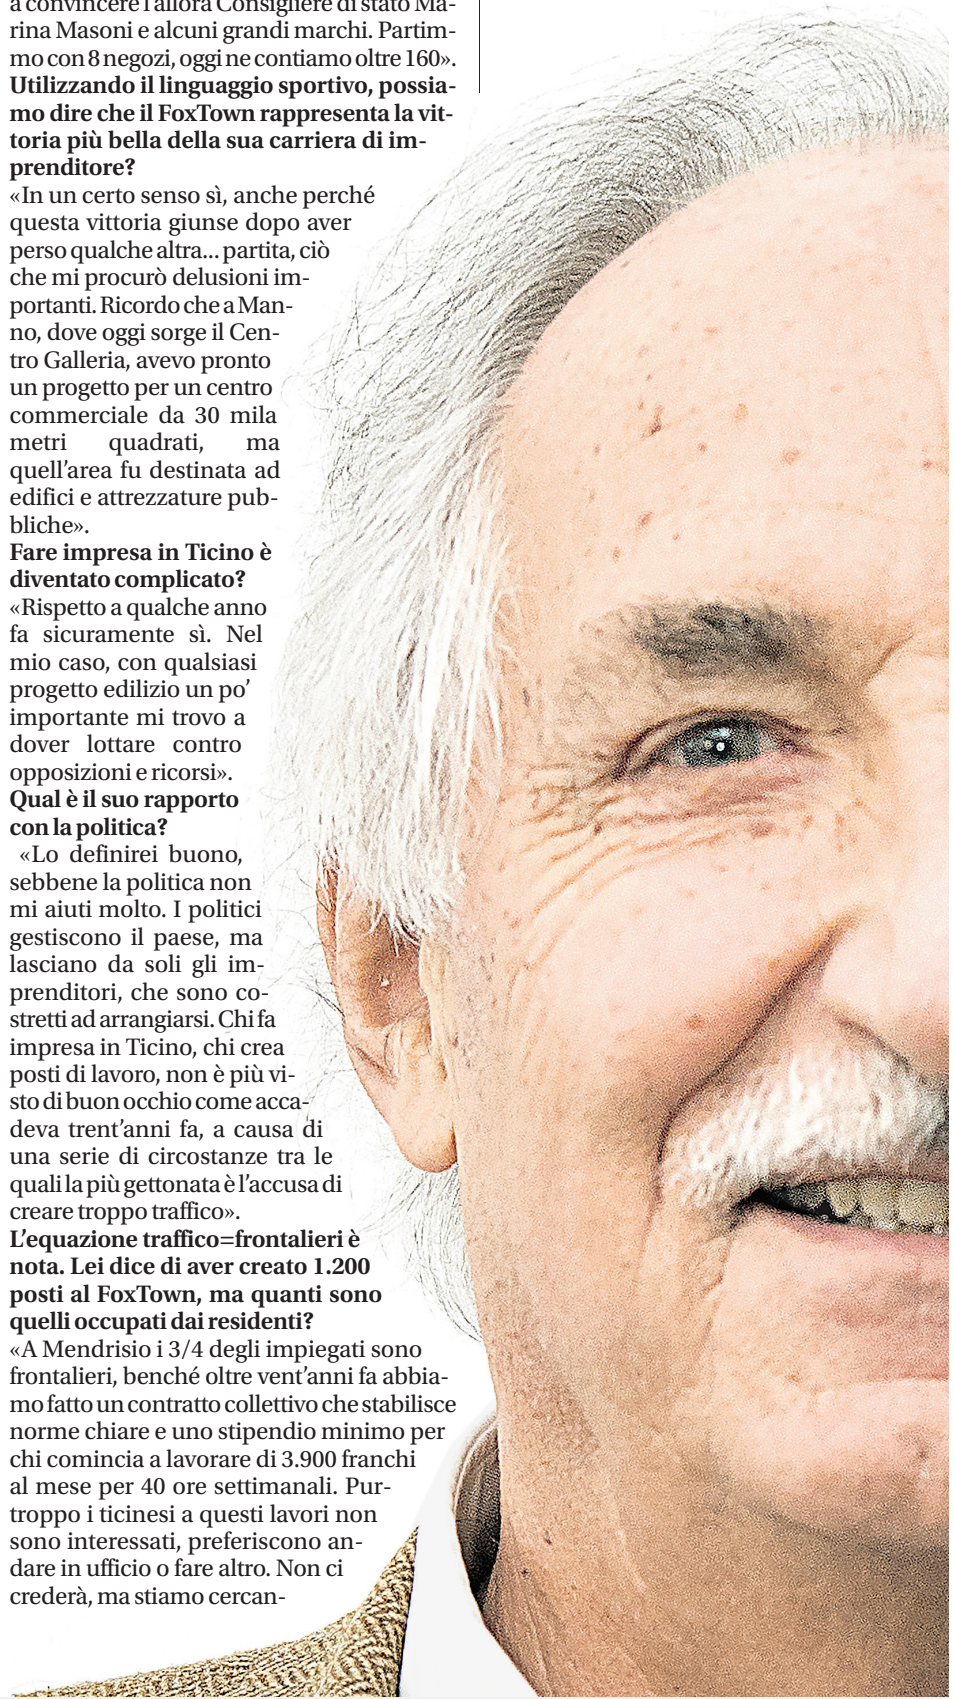 a convincere l'allora Consigliere di stato Ma-
rina Masoni e alcuni grandi marchi. Partim-
mo con 8 negozi, oggi ne contiamo oltre 160».
Utilizzando il linguaggio sportivo, possia-
mo dire che il FoxTown rappresenta la vit-
toria più bella della sua carriera di im-
prenditore?
«In un certo senso sì, anche perché
questa vittoria giunse dopo aver
perso qualche altra... partita, ciò
che mi procurò delusioni im-
portanti. Ricordo che a Man-
no, dove oggi sorge il Cen-
tro Galleria, avevo pronto
un progetto per un centro
commerciale da 30 mila
metri quadrati, ma
quell'area fu destinata ad
edifici e attrezzature pub-
bliche».
Fare impresa in Ticino è
diventato complicato?
«Rispetto a qualche anno
fa sicuramente sì. Nel
mio caso, con qualsiasi
progetto edilizio un po'
importante mi trovo a
dover lottare contro
opposizioni e ricorsi».
Qual è il suo rapporto
con la politica?
«Lo definirei buono,
sebbene la politica non
mi aiuti molto. I politici
gestiscono il paese, ma
lasciano da soli gli im-
prenditori, che sono co-
stretti ad arrangiarsi. Chi fa
impresa in Ticino, chi crea
posti di lavoro, non è più vi-
sto di buon occhio come acca-
deva trent'anni fa, a causa di
una serie di circostanze tra le
quali la più gettonata è l'accusa di
creare troppo traffico».
L'equazione traffico=frontalieri è
nota. Lei dice di aver creato 1.200
posti al FoxTown, ma quanti sono
quelli occupati dai residenti?
«A Mendrisio i 3/4 degli impiegati sono
frontalieri, benché oltre vent'anni fa abbia-
mo fatto un contratto collettivo che stabilisce
norme chiare e uno stipendio minimo per
chi comincia a lavorare di 3.900 franchi
al mese per 40 ore settimanali. Pur-
troppo i ticinesi a questi lavori non
sono interessati, preferiscono an-
dare in ufficio o fare altro. Non ci
crederà, ma stiamo cercan-